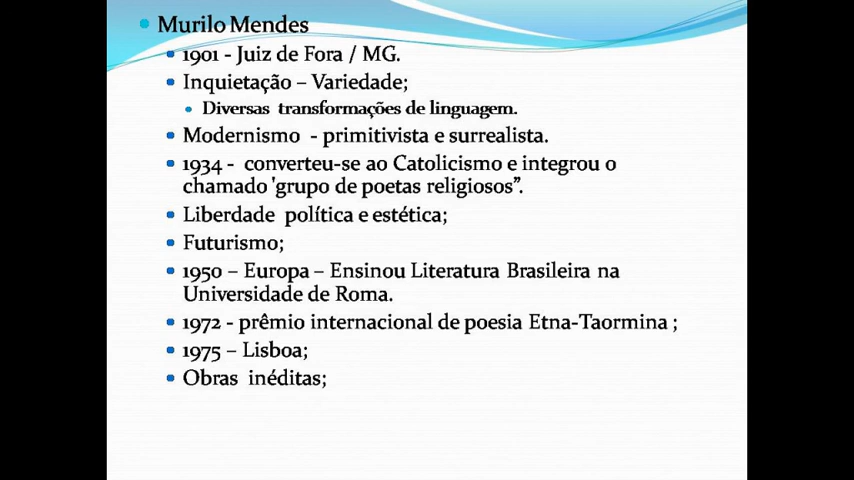 Murilo Mendes
1901 - Juiz de Fora / MG.
Inquietação – Variedade;
Diversas transformações de linguagem.
Modernismo - primitivista e surrealista.
1934 - converteu-se ao Catolicismo e integrou o
chamado 'grupo de poetas religiosos”.
Liberdade política e estética;
Futurismo;
1950 – Europa – Ensinou Literatura Brasileira na
Universidade de Roma.
1972 - prêmio internacional de poesia Etna-Taormina ;
1975 – Lisboa;
Obras inéditas;